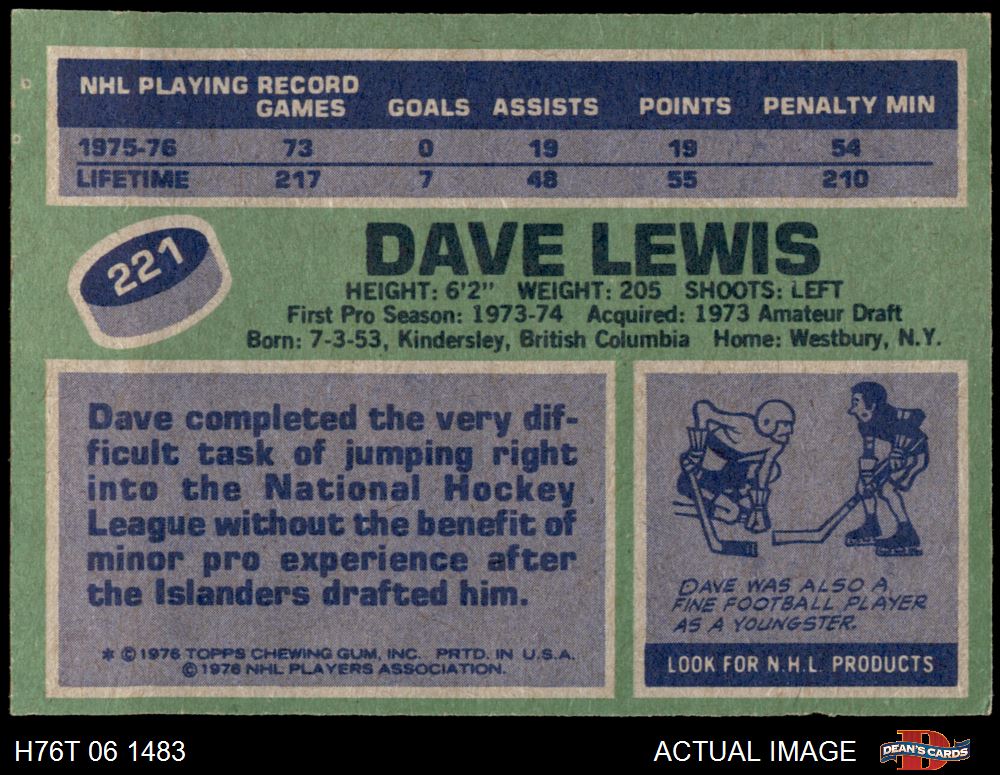 NHL PLAYING RECORD
GAMES GOALS ASSISTS POINTS PENALTY MIN
1975-76 73 0 19 19 54
LIFETIME 217 7 48 55 210
221
DAVE LEWIS
HEIGHT: 6'2" WEIGHT: 205 SHOOTS: LEFT
First Pro Season: 1973-74 Acquired: 1973 Amateur Draft
Born: 7-3-53, Kindersley, British Columbia Home: Westbury, N.Y.
Dave completed the very dif-
ficult task of jumping right
into the National Hockey
League without the benefit of
minor pro experience after
the Islanders drafted him.
* © 1976 TOPPS CHEWING GUM, INC. PRTD. IN U.S.A.
© 1976 NHL PLAYERS ASSOCIATION.
DAVE WAS ALSO A
FINE FOOTBALL PLAYER
AS A YOUNGSTER.
LOOK FOR N.H.L. PRODUCTS
H76T 06 1483
ACTUAL IMAGE
DEAN'S CARDS